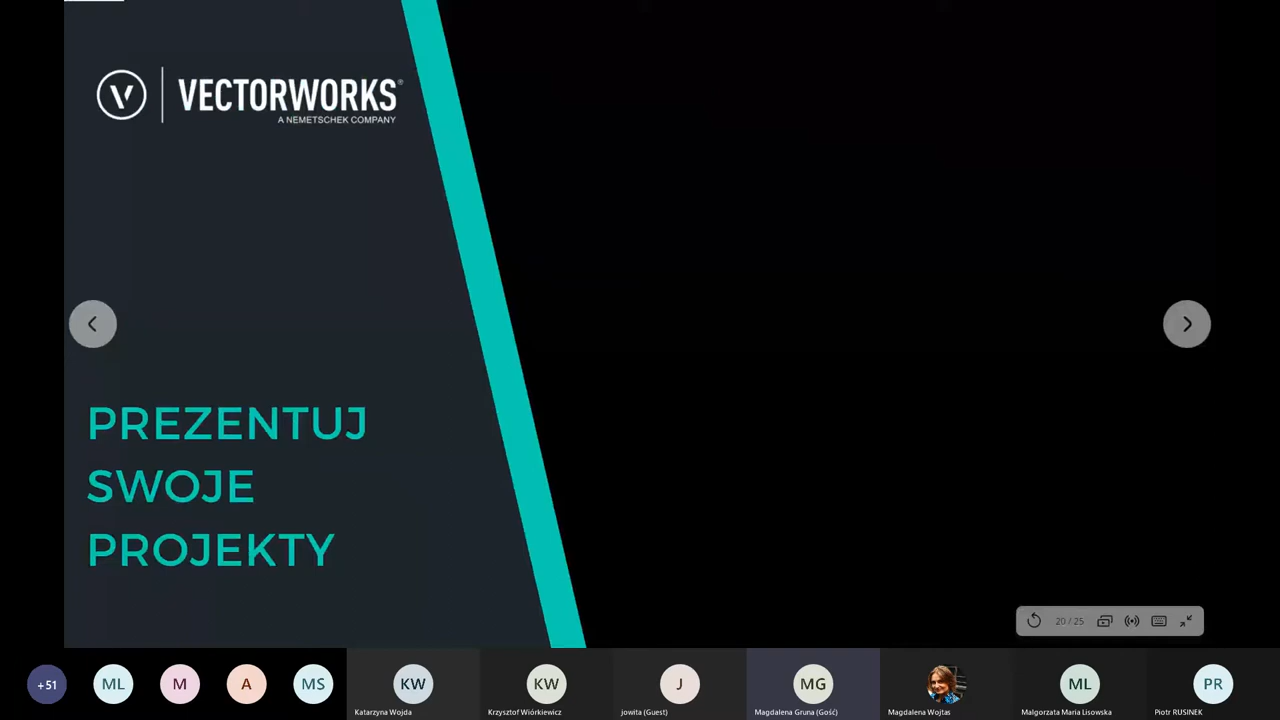 V
VECTORWORKS®
A NEMETSCHEK COMPANY
PREZENTUJ
SWOJE
PROJEKTY
20 / 25
+51
ML
M
A
MS
KW
KW
J
MG
ML
PR
Katarzyna Wojda
Krzysztof Wiórkiewicz
jowita (Guest)
Magdalena Gruna (Gość)
Magdalena Wojtas
Małgorzata Maria Lisowska
Piotr RUSINEK